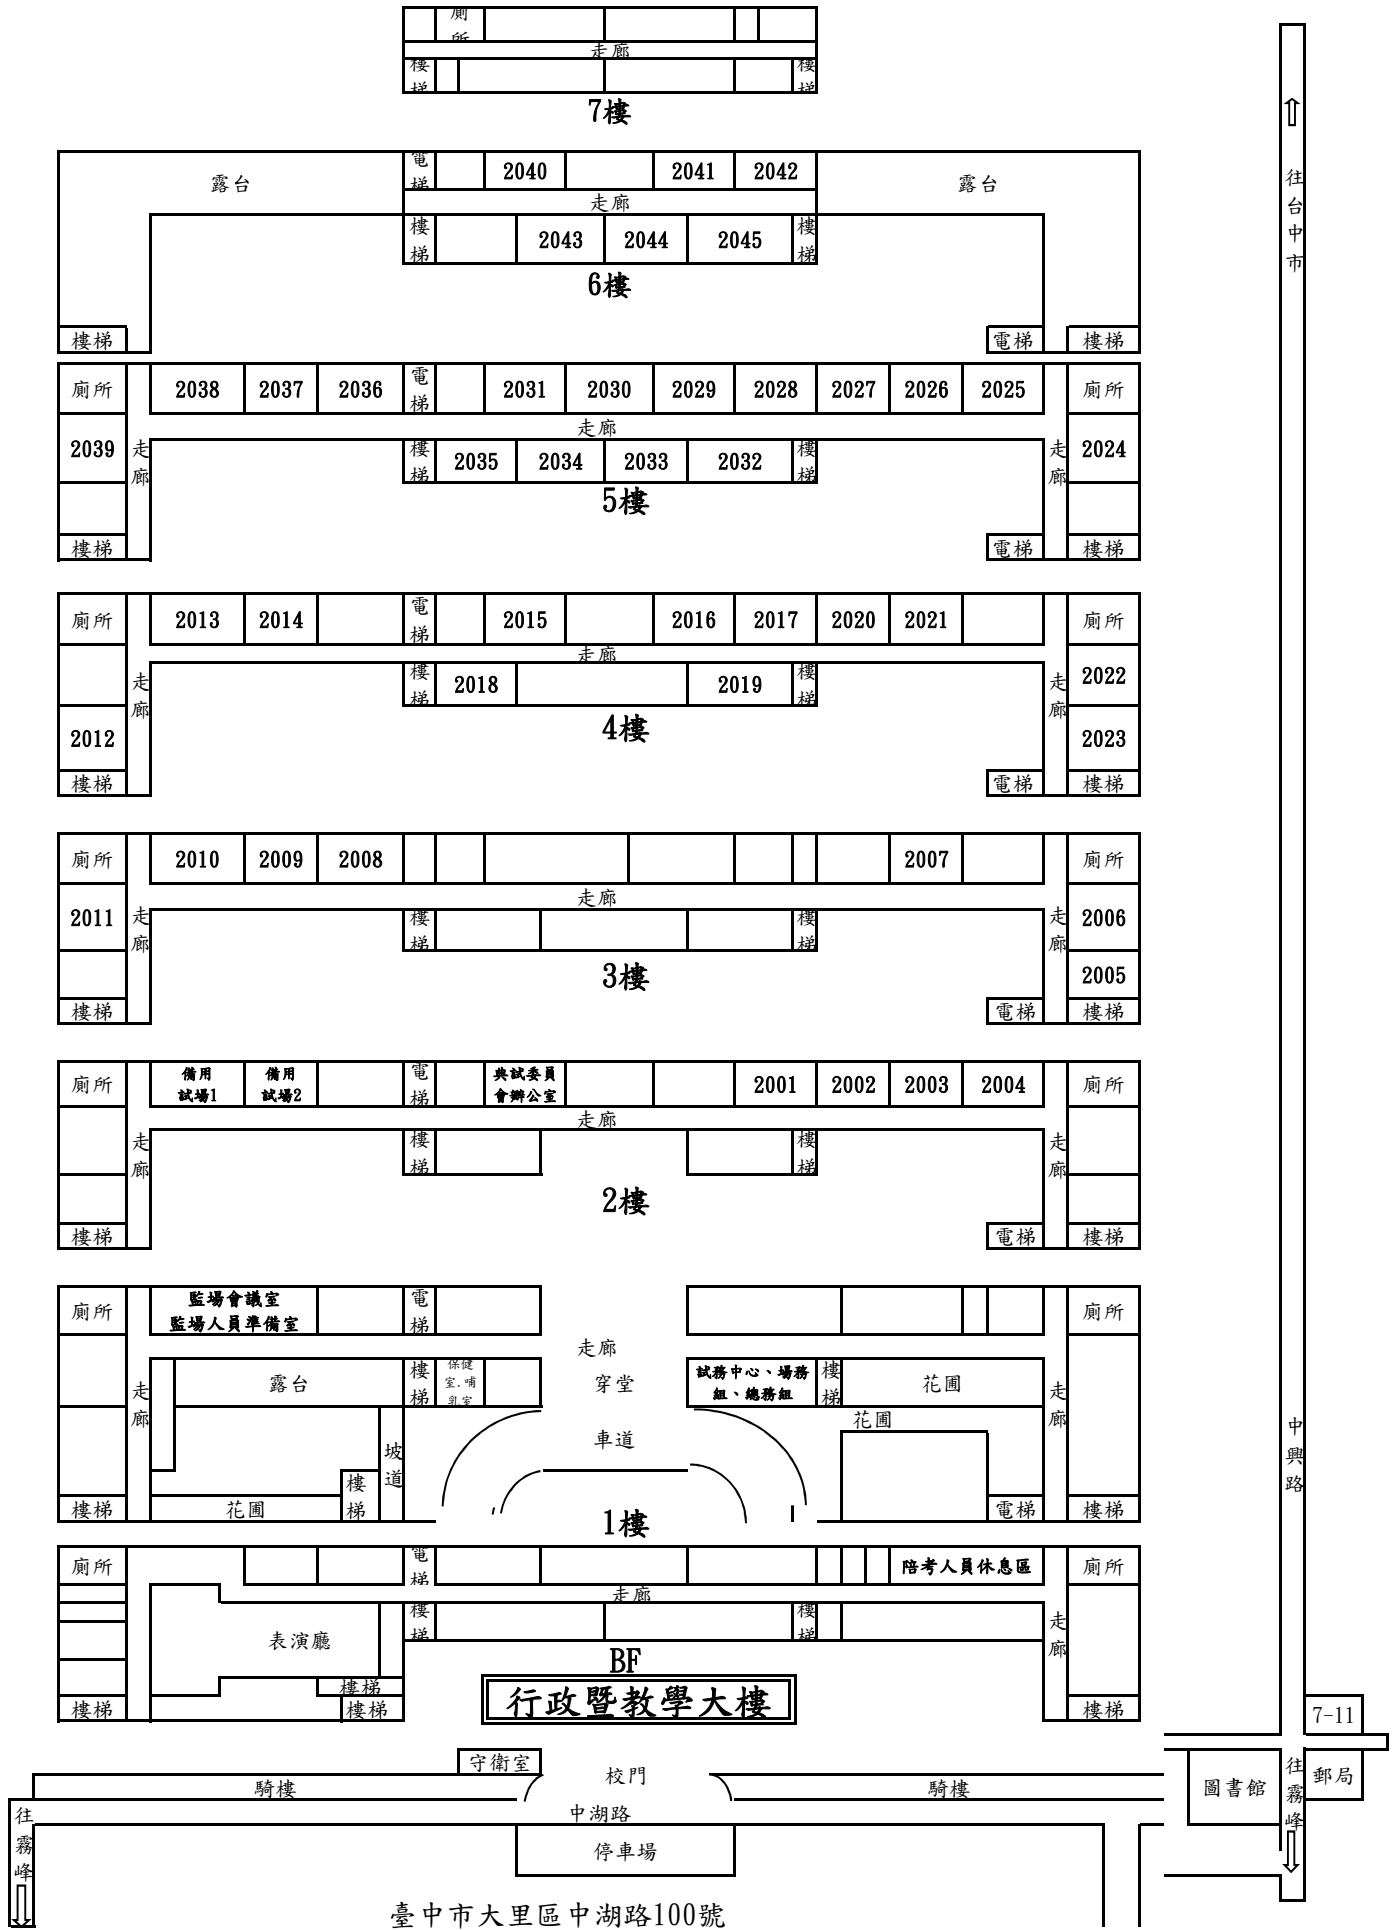 廁所
走廊
樓梯 樓梯
7樓
電梯 2040 2041 2042
露台 露台
走廊
樓梯 2043 2044 2045 樓梯
6樓
樓梯 電梯 樓梯
廁所 2038 2037 2036 電梯 2031 2030 2029 2028 2027 2026 2025 廁所
走廊
2039 走廊 樓梯 2035 2034 2033 2032 樓梯 走廊 2024
5樓
樓梯 電梯 樓梯
廁所 2013 2014 電梯 2015 2016 2017 2020 2021 廁所
走廊
走廊 樓梯 2018 2019 樓梯 走廊 2022
4樓
2012 2023
樓梯 電梯 樓梯
廁所 2010 2009 2008 2007 廁所
走廊
2011 走廊 樓梯 樓梯 走廊 2006
3樓
2005
樓梯 電梯 樓梯
廁所 備用試場1 備用試場2 電梯 典試委員會辦公室 2001 2002 2003 2004 廁所
走廊
走廊 樓梯 樓梯 走廊
2樓
樓梯 電梯 樓梯
廁所 監場會議室 電梯 廁所
監場人員準備室
走廊
走廊 露台 樓梯 保健室.哺乳室 穿堂 試務中心、場務組、總務組 樓梯 花圃 走廊
花圃
坡道 車道
樓梯 花圃 樓梯 1樓 電梯 樓梯
廁所 電梯 陪考人員休息區 廁所
走廊
表演廳 樓梯 樓梯 走廊
BF
樓梯
樓梯 樓梯 行政暨教學大樓 樓梯
往台中市
中興路
7-11
守衛室 校門
騎樓 騎樓 圖書館 往霧峰 郵局
往霧峰 中湖路
停車場
臺中市大里區中湖路100號